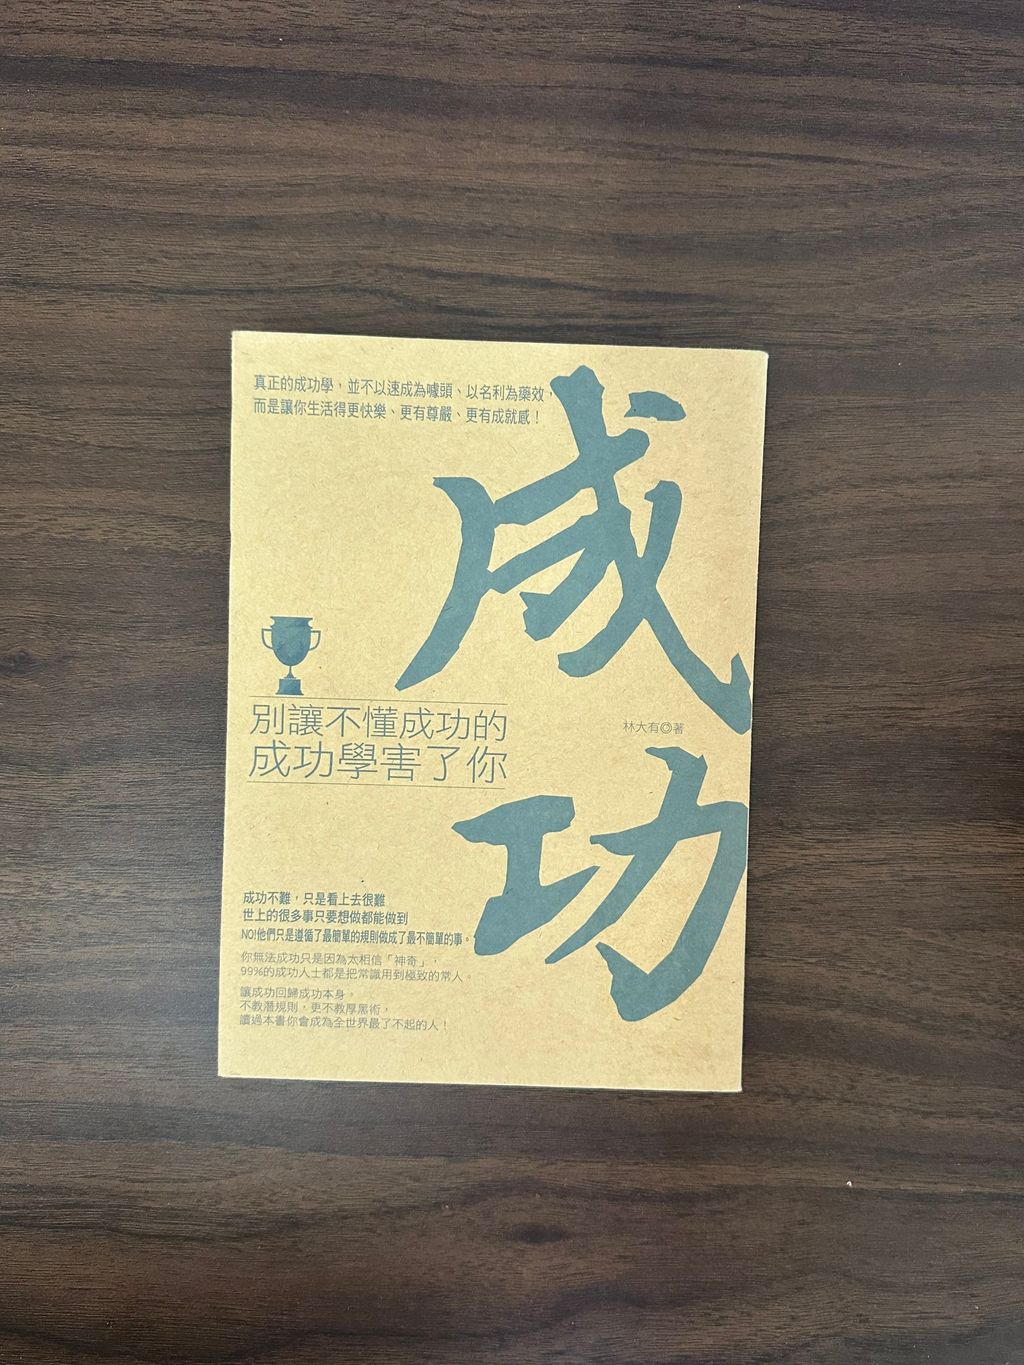 真正的成功學，並不以速成為噱頭、以名利為藥效，
而是讓你生活得更快樂、更有尊嚴、更有成就感！
成功
別讓不懂成功的
成功學害了你
林大有◎著
成功不難，只是看上去很難
世上的很多事只要想做都能做到
NO!他們只是遵循了最簡單的規則做成了最不簡單的事。
你無法成功只是因為太相信「神奇」，
99%的成功人士都是把常識用到極致的常人。
讓成功回歸成功本身。
不教潛規則，更不教厚黑術，
讀過本書你會成為全世界最了不起的人！